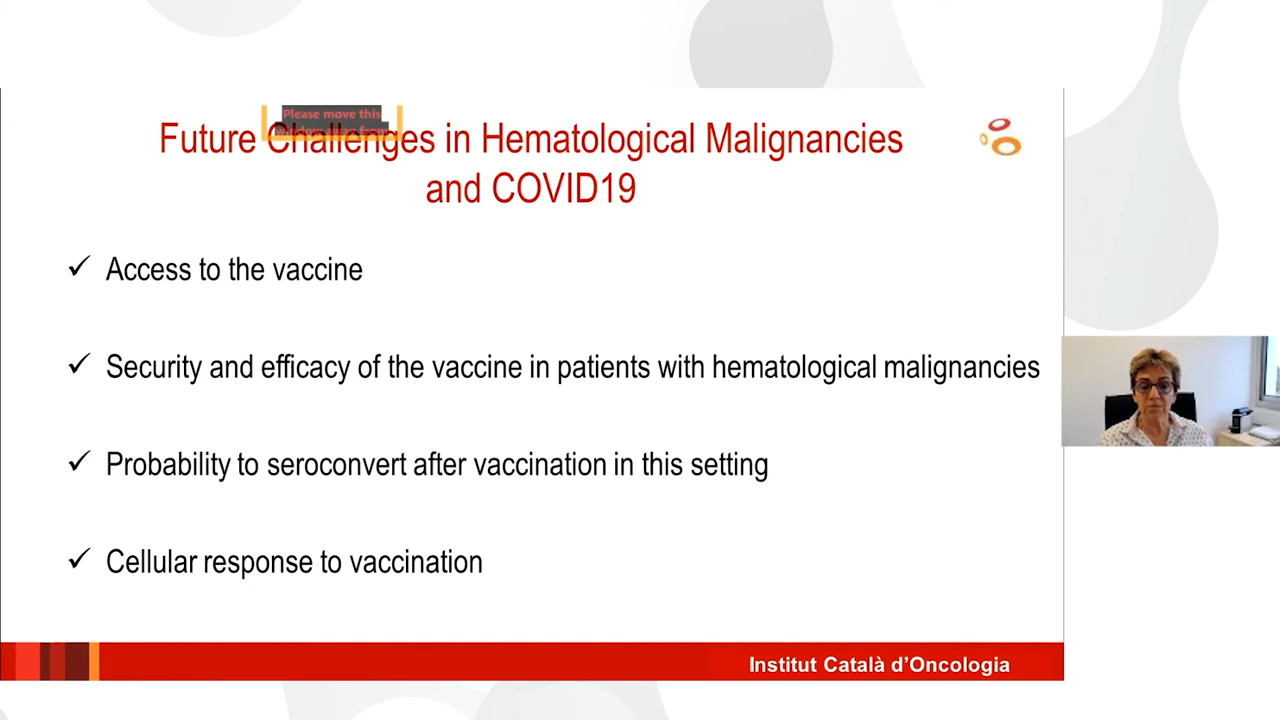 Please move this
Future Challenges in Hematological Malignancies
and COVID19
✓ Access to the vaccine
✓ Security and efficacy of the vaccine in patients with hematological malignancies
✓ Probability to seroconvert after vaccination in this setting
✓ Cellular response to vaccination
Institut Català d’Oncologia